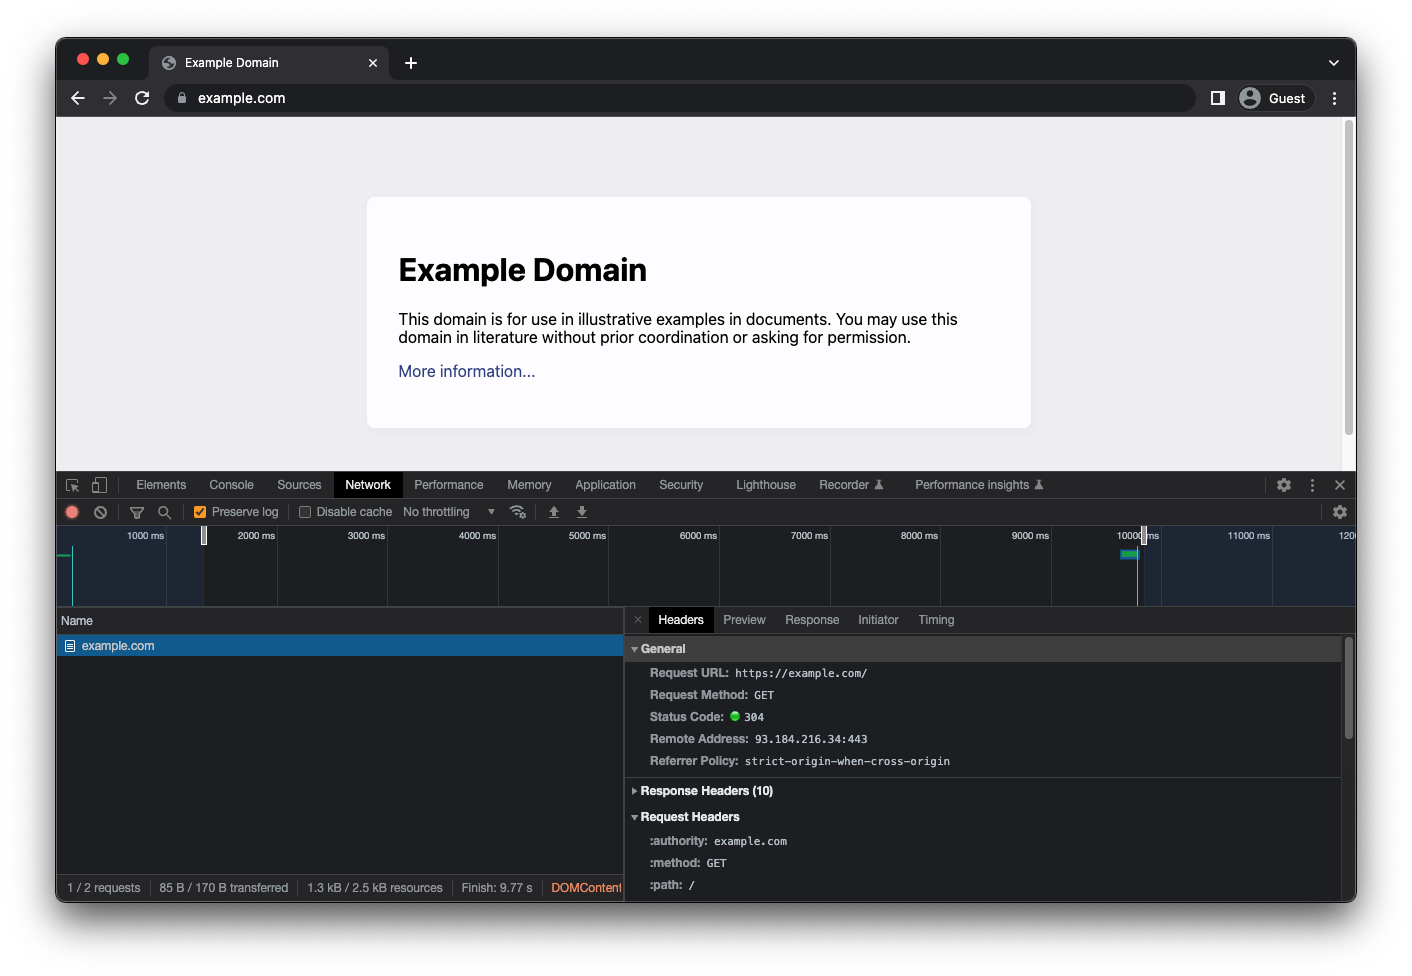 Example Domain
example.com
Guest
Example Domain
This domain is for use in illustrative examples in documents. You may use this
domain in literature without prior coordination or asking for permission.
More information...
Elements Console Sources Network Performance Memory Application Security Lighthouse Recorder Performance insights
Preserve log Disable cache No throttling
1000 ms 2000 ms 3000 ms 4000 ms 5000 ms 6000 ms 7000 ms 8000 ms 9000 ms 10000 ms 11000 ms 120
Name
example.com
1 / 2 requests 85 B / 170 B transferred 1.3 kB / 2.5 kB resources Finish: 9.77 s DOMContent
Headers Preview Response Initiator Timing
General
Request URL: https://example.com/
Request Method: GET
Status Code: 304
Remote Address: 93.184.216.34:443
Referrer Policy: strict-origin-when-cross-origin
Response Headers (10)
Request Headers
:authority: example.com
:method: GET
:path: /